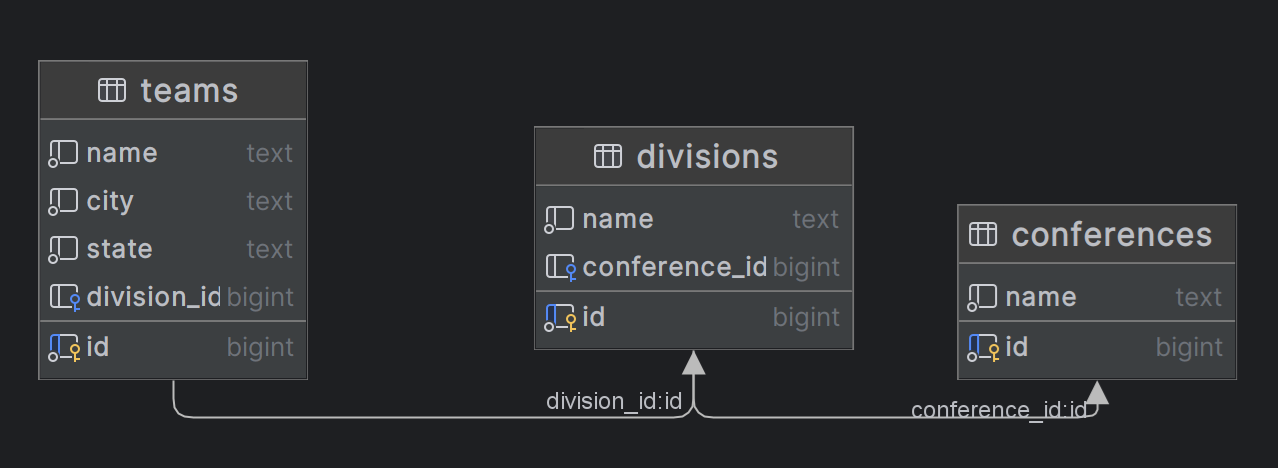 teams
name text
city text
state text
division_id bigint
id bigint
divisions
name text
conference_id bigint
id bigint
conferences
name text
id bigint
division_id:id
conference_id:id